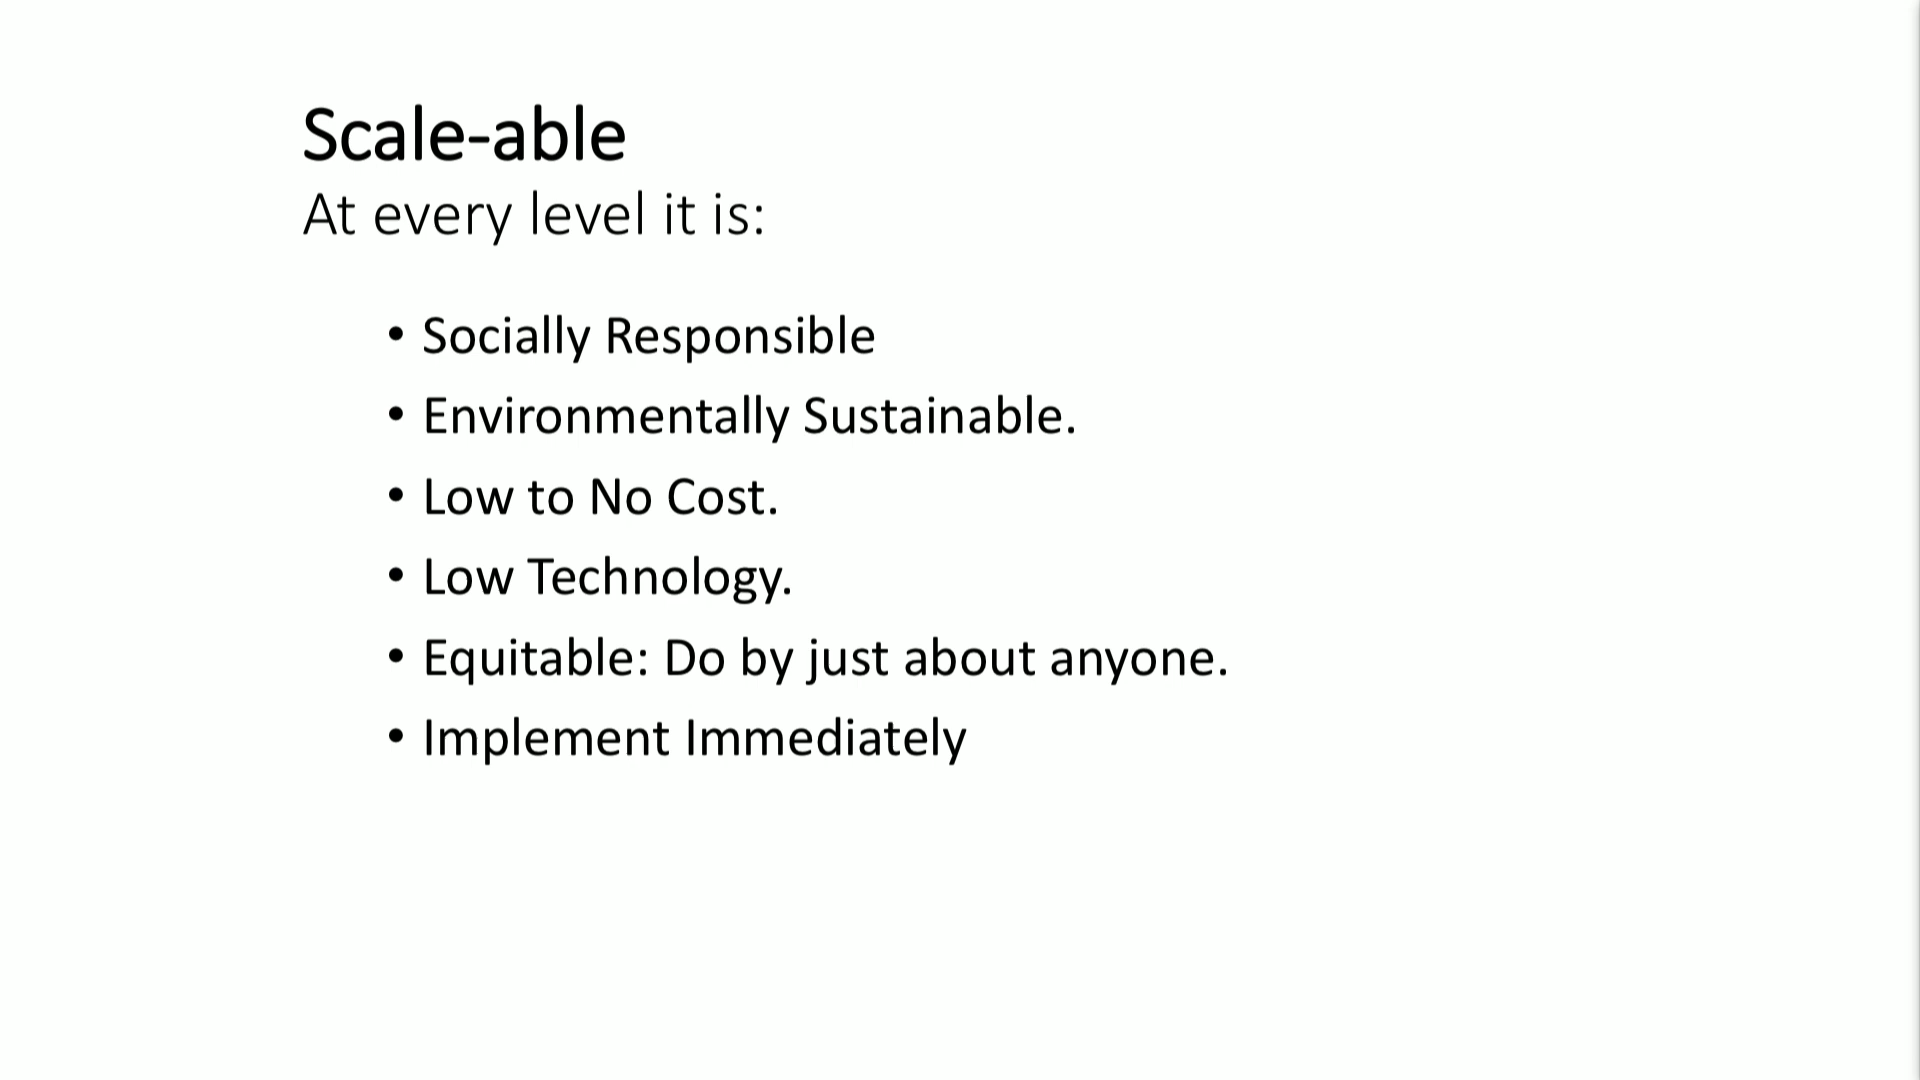 Scale-able
At every level it is:
• Socially Responsible
• Environmentally Sustainable.
• Low to No Cost.
• Low Technology.
• Equitable: Do by just about anyone.
• Implement Immediately